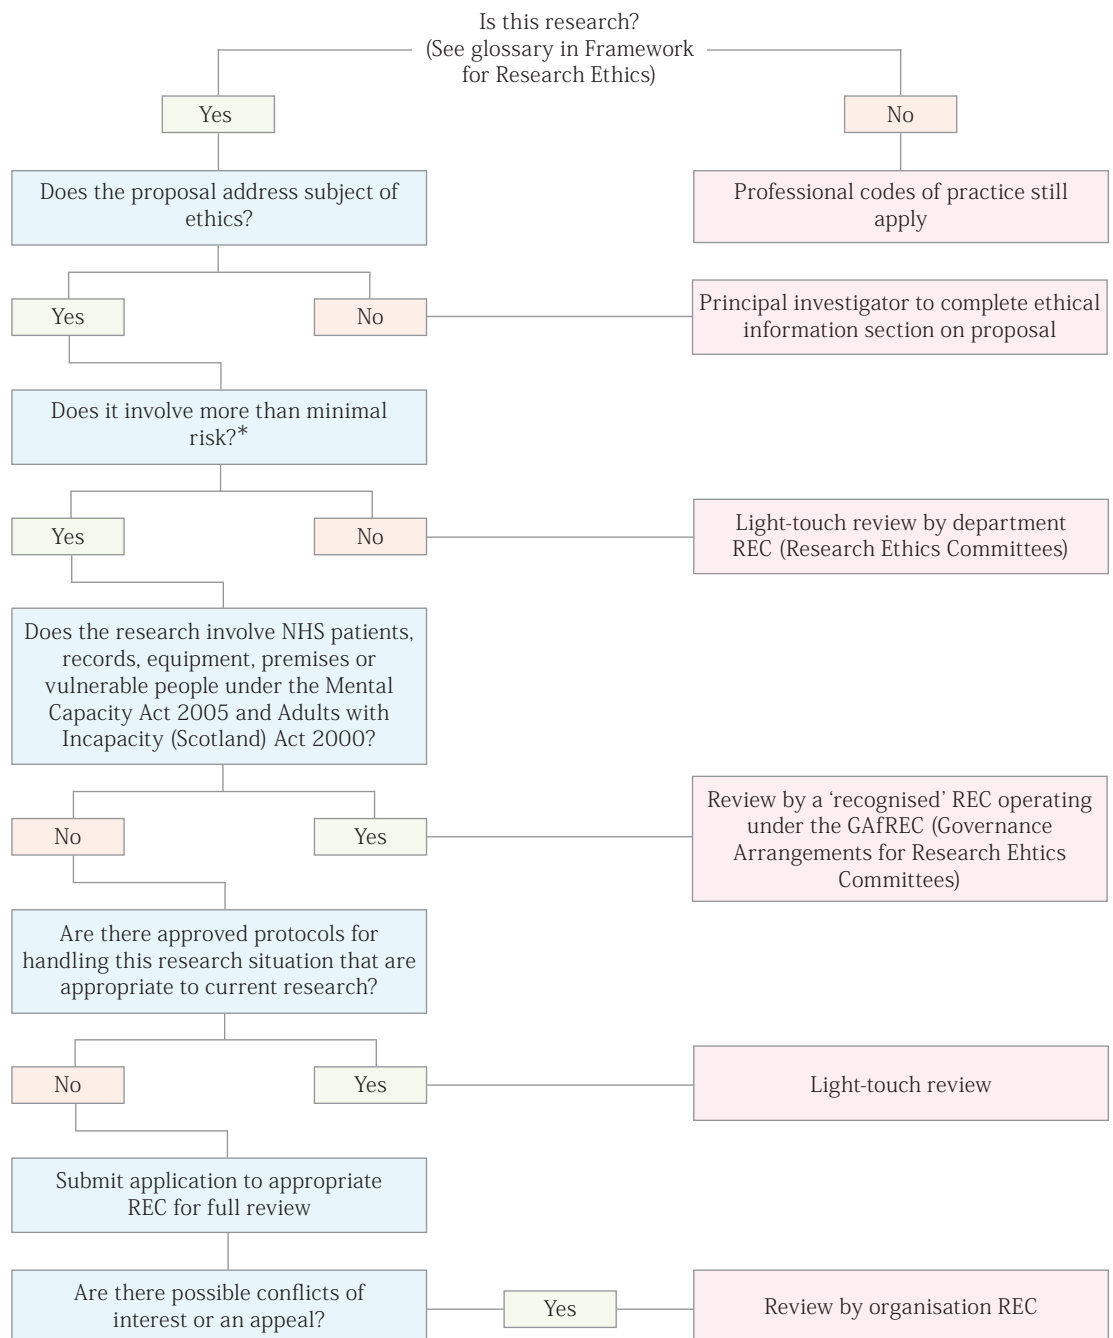 Is this research?
(See glossary in Framework
for Research Ethics)
Yes
No
Does the proposal address subject of
ethics?
Professional codes of practice still
apply
Yes
No
Principal investigator to complete ethical
information section on proposal
Does it involve more than minimal
risk?*
Yes
No
Light-touch review by department
REC (Research Ethics Committees)
Does the research involve NHS patients,
records, equipment, premises or
vulnerable people under the Mental
Capacity Act 2005 and Adults with
Incapacity (Scotland) Act 2000?
No
Yes
Review by a ‘recognised’ REC operating
under the GAfREC (Governance
Arrangements for Research Ehtics
Committees)
Are there approved protocols for
handling this research situation that are
appropriate to current research?
No
Yes
Light-touch review
Submit application to appropriate
REC for full review
Are there possible conflicts of
interest or an appeal?
Yes
Review by organisation REC